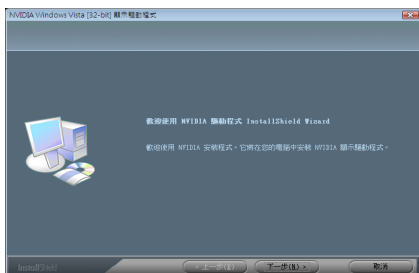 NVIDIA Windows Vista [32-bit] 顯示驅動程式
歡迎使用 NVIDIA 驅動程式 InstallShield Wizard
歡迎使用 NVIDIA 安裝程式。它將在您的電腦中安裝 NVIDIA 顯示驅動程式。
InstallShield
< 上一步(B)
下一步(N) >
取消